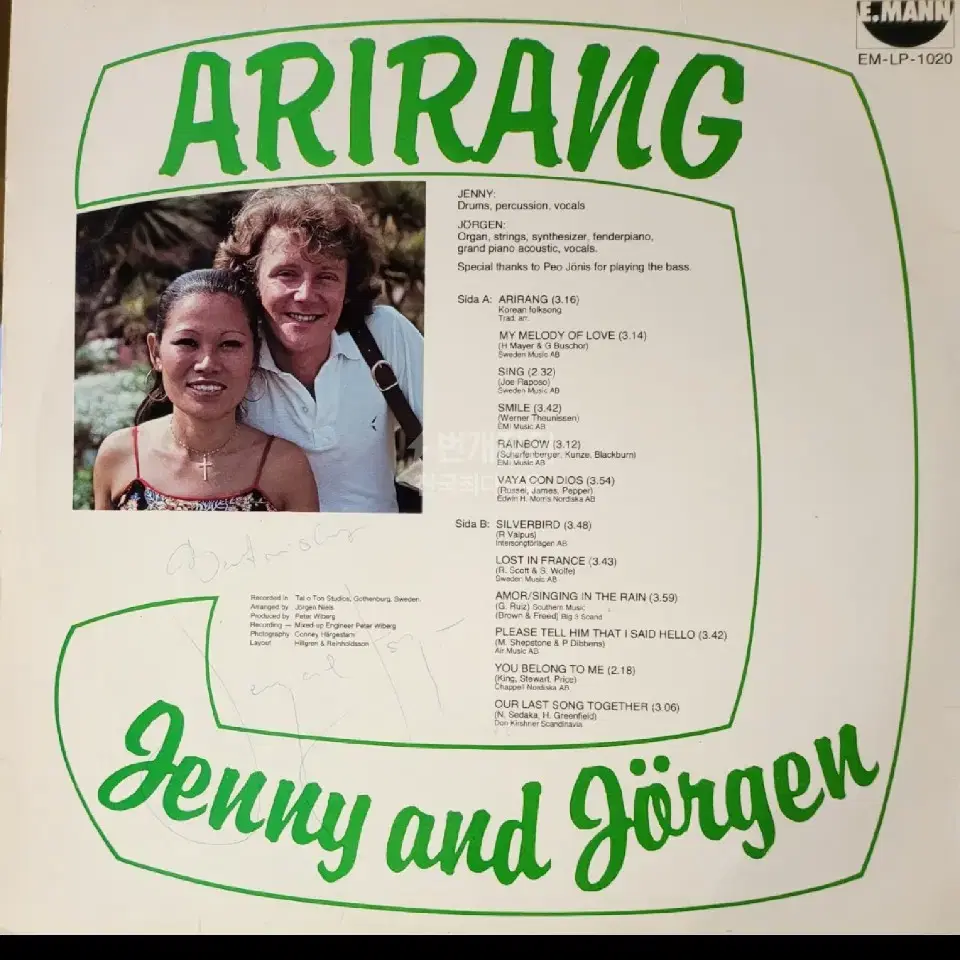 E.MANN
EM-LP-1020
ARIRANG
JENNY:
Drums, percussion, vocals
JÖRGEN:
Organ, strings, synthesizer, fenderpiano,
grand piano acoustic, vocals.
Special thanks to Peo Jönis for playing the bass.
Sida A: ARIRANG (3.16)
Korean folksong
Trad. arr.
MY MELODY OF LOVE (3.14)
(H Mayer & G Buschor)
Sweden Music AB
SING (2.32)
(Joe Raposo)
Sweden Music AB
SMILE (3.42)
(Werner Theunissen)
EMI Music AB
RAINBOW (3.12)
(Scharfenberger, Kunze, Blackburn)
EMI Music AB
VAYA CON DIOS (3.54)
(Russel, James, Pepper)
Edwin H. Morris Nordiska AB
Sida B: SILVERBIRD (3.48)
(R Valpus)
Intersongförlagen AB
LOST IN FRANCE (3.43)
(R. Scott & S. Wolfe)
Sweden Music AB
AMOR/SINGING IN THE RAIN (3.59)
(G. Ruiz) Southern Music
(Brown & Freed) Big 3 Soand
PLEASE TELL HIM THAT I SAID HELLO (3.42)
(M. Shepstone & P Dibbens)
Air Music AB
YOU BELONG TO ME (2.18)
(King, Stewart, Price)
Chappell Nordiska AB
OUR LAST SONG TOGETHER (3.06)
(N. Sedaka, H. Greenfield)
Don Kirshner Scandinavia
Recorded in Tal o Ton Studios, Gothenburg, Sweden.
Arranged by Jörgen Niels
Produced by Peter Wiberg
Recording — Mixed-up Engineer Peter Wiberg
Photography Conney Härgestam
Layout Hillgren & Reinholdsson
Jenny and Jörgen